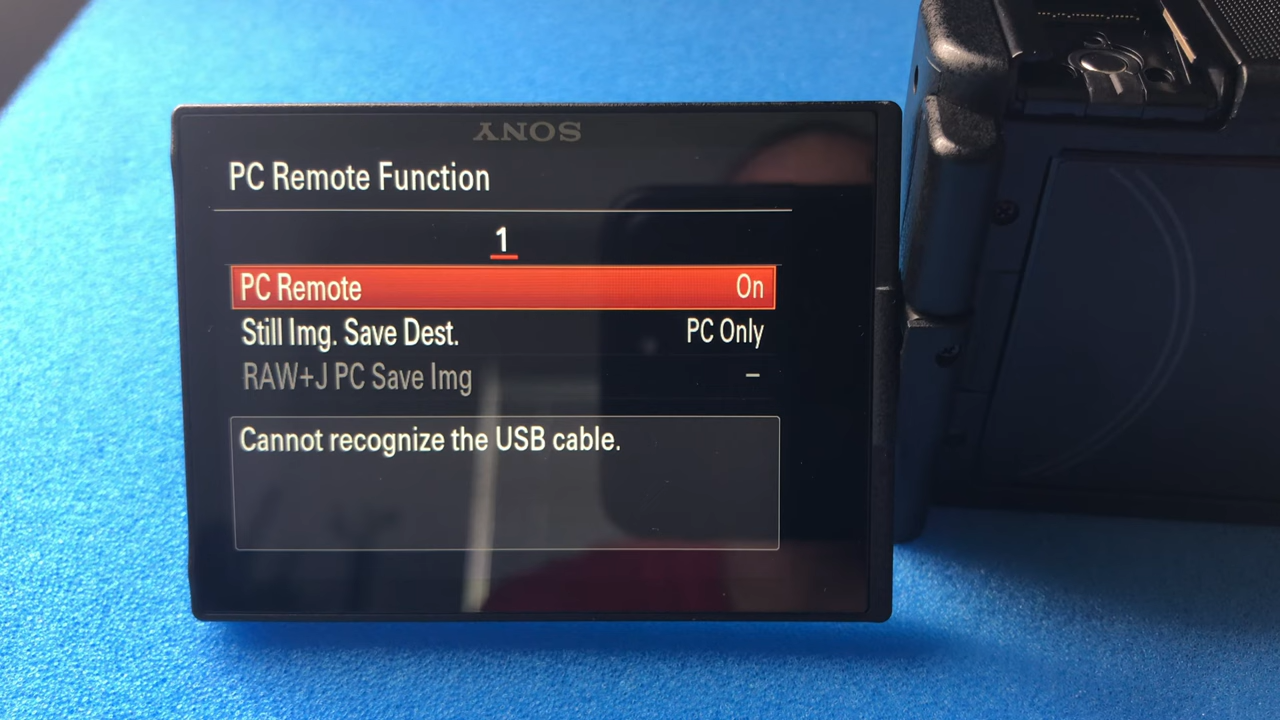 SONY
PC Remote Function
1
PC Remote On
Still Img. Save Dest. PC Only
RAW+J PC Save Img –
Cannot recognize the USB cable.